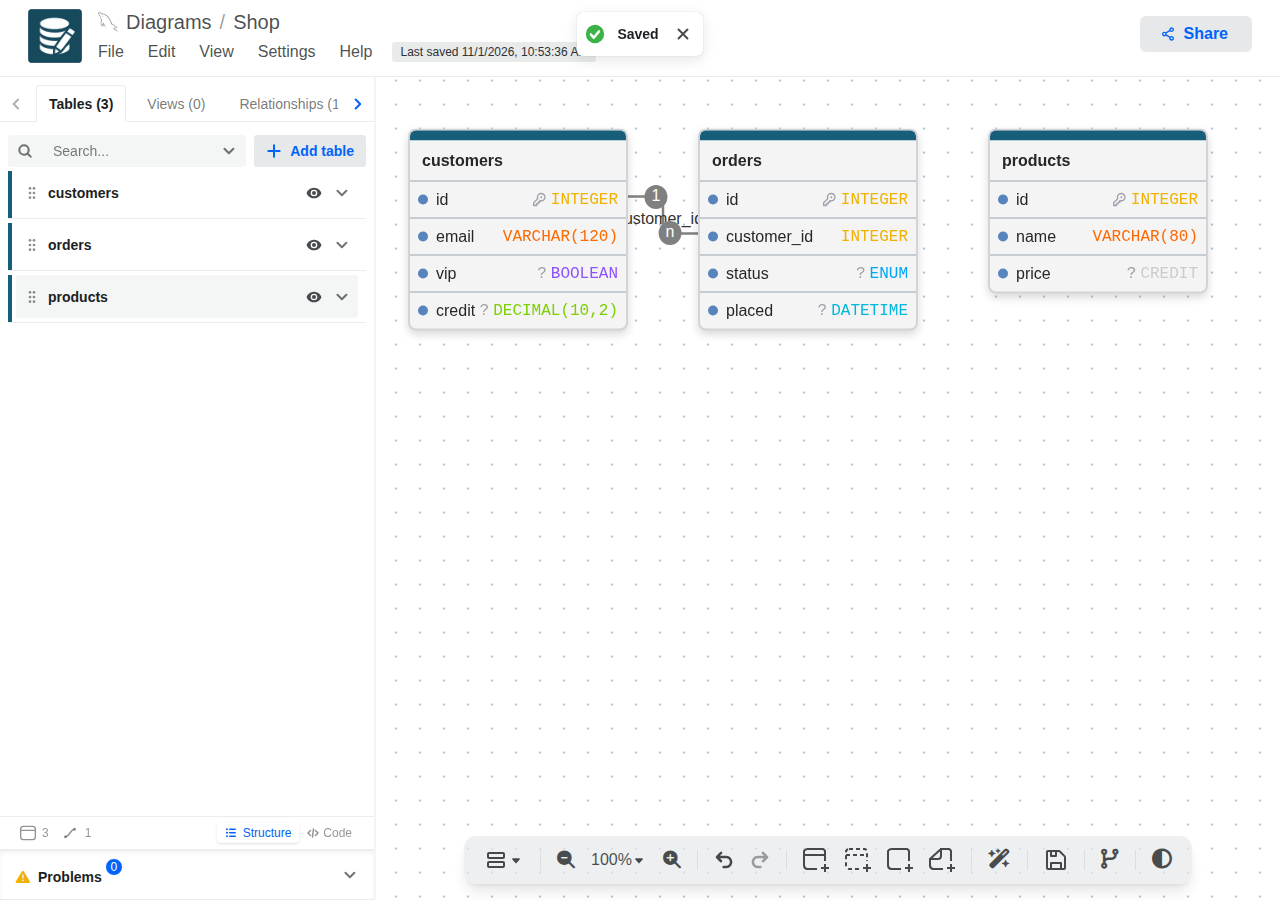 Diagrams / Shop
File Edit View Settings Help
Last saved 11/1/2026, 10:53:36 A
Saved
Share
Tables (3)
Views (0)
Relationships (1
Search...
Add table
customers
orders
products
customers
id INTEGER
email VARCHAR(120)
vip ? BOOLEAN
credit ? DECIMAL(10,2)
1
ustomer_id
n
orders
id INTEGER
customer_id INTEGER
status ? ENUM
placed ? DATETIME
products
id INTEGER
name VARCHAR(80)
price ? CREDIT
3
1
Structure
Code
Problems 0
100%